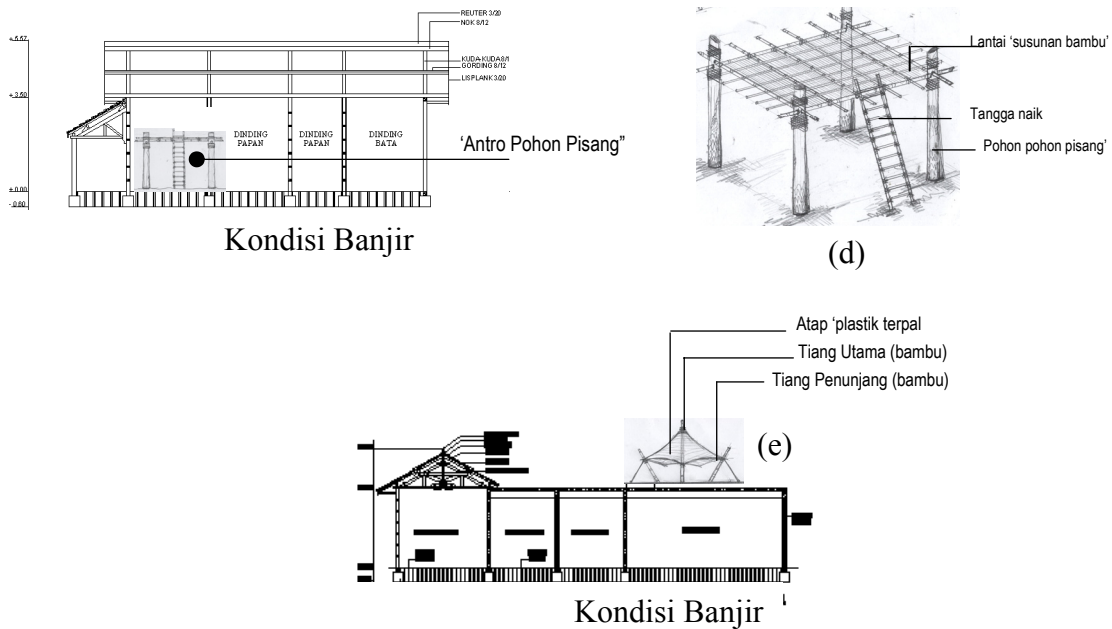 REUTER 3/20
NOK 8/12
+ 5.57
KUDA-KUDA 8/1
GORDING 8/12
LISPLANK 3/20
+ 3.50
DINDING PAPAN
DINDING PAPAN
DINDING BATA
‘Antro Pohon Pisang”
± 0.00
- 0.60
Kondisi Banjir
Lantai ‘susunan bambu’
Tangga naik
Pohon pohon pisang’
(d)
Atap ‘plastik terpal
Tiang Utama (bambu)
Tiang Penunjang (bambu)
(e)
Kondisi Banjir